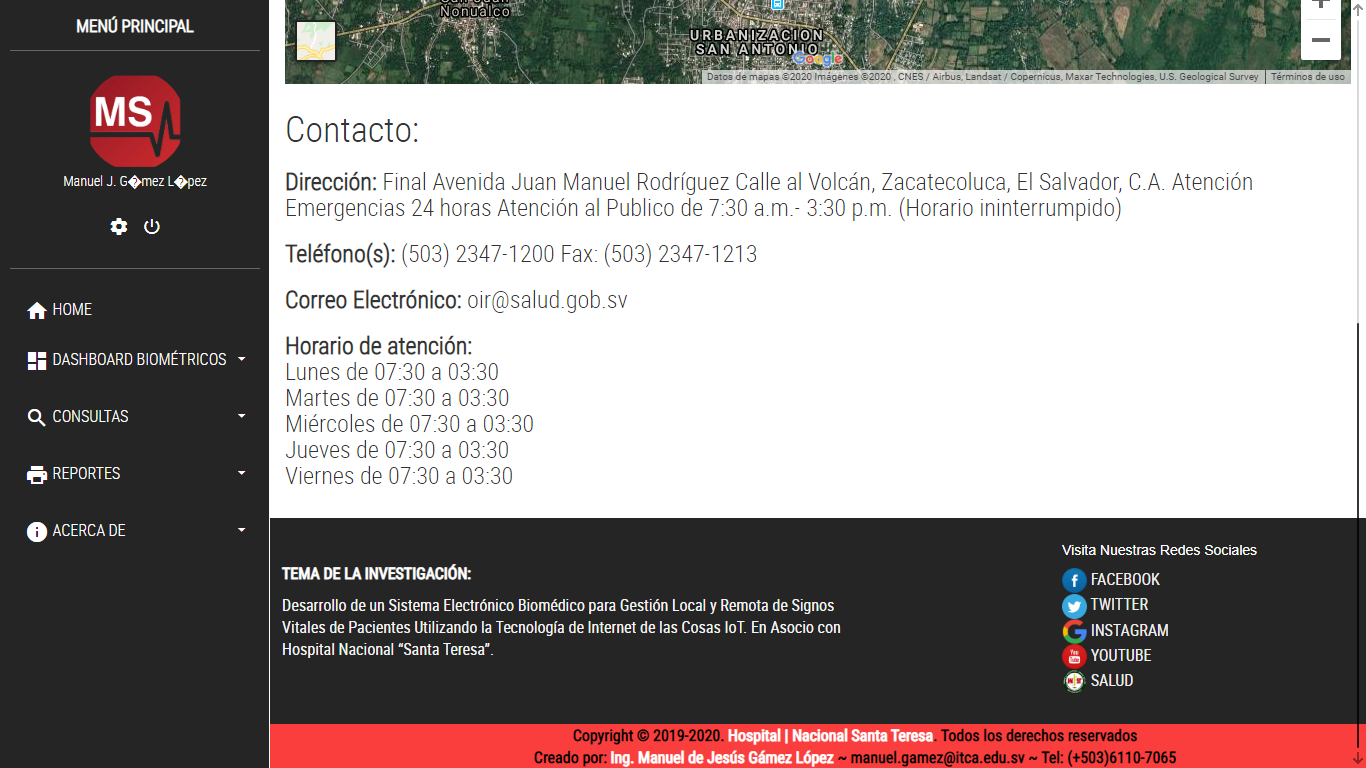 MENÚ PRINCIPAL
MS
Manuel J. G�mez L�pez
HOME
DASHBOARD BIOMÉTRICOS
CONSULTAS
REPORTES
ACERCA DE
Nonualco
URBANIZACION
SAN ANTONIO
Google
Datos de mapas ©2020 Imágenes ©2020 , CNES / Airbus, Landsat / Copernicus, Maxar Technologies, U.S. Geological Survey
Términos de uso
Contacto:
Dirección: Final Avenida Juan Manuel Rodríguez Calle al Volcán, Zacatecoluca, El Salvador, C.A. Atención
Emergencias 24 horas Atención al Publico de 7:30 a.m.- 3:30 p.m. (Horario ininterrumpido)
Teléfono(s): (503) 2347-1200 Fax: (503) 2347-1213
Correo Electrónico: oir@salud.gob.sv
Horario de atención:
Lunes de 07:30 a 03:30
Martes de 07:30 a 03:30
Miércoles de 07:30 a 03:30
Jueves de 07:30 a 03:30
Viernes de 07:30 a 03:30
TEMA DE LA INVESTIGACIÓN:
Desarrollo de un Sistema Electrónico Biomédico para Gestión Local y Remota de Signos
Vitales de Pacientes Utilizando la Tecnología de Internet de las Cosas IoT. En Asocio con
Hospital Nacional “Santa Teresa”.
Visita Nuestras Redes Sociales
FACEBOOK
TWITTER
INSTAGRAM
YOUTUBE
SALUD
Copyright © 2019-2020. Hospital | Nacional Santa Teresa. Todos los derechos reservados
Creado por: Ing. Manuel de Jesús Gámez López ~ manuel.gamez@itca.edu.sv ~ Tel: (+503)6110-7065